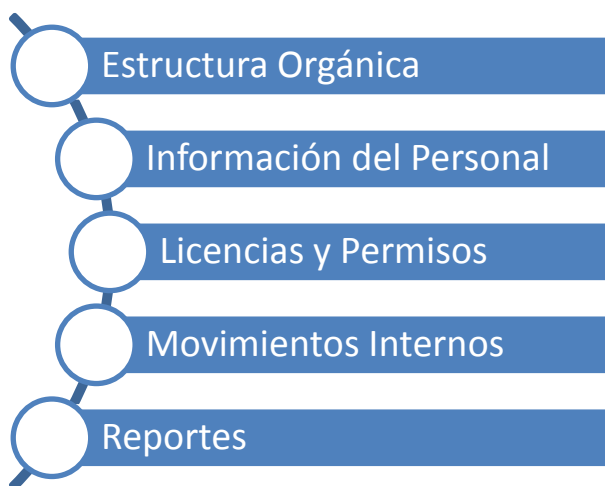 Estructura Orgánica
Información del Personal
Licencias y Permisos
Movimientos Internos
Reportes